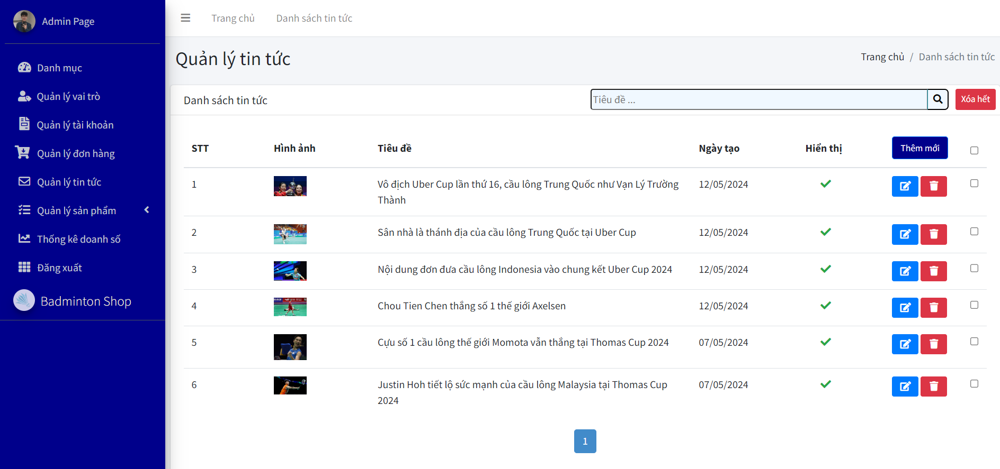 Admin Page
Danh mục
Quản lý vai trò
Quản lý tài khoản
Quản lý đơn hàng
Quản lý tin tức
Quản lý sản phẩm
Thống kê doanh số
Đăng xuất
Badminton Shop
Trang chủ Danh sách tin tức
Quản lý tin tức
Trang chủ / Danh sách tin tức
Danh sách tin tức
Tiêu đề ...
Xóa hết
STT Hình ảnh Tiêu đề Ngày tạo Hiển thị Thêm mới
1 Vô địch Uber Cup lần thứ 16, cầu lông Trung Quốc như Vạn Lý Trường 12/05/2024
Thành
2 Sân nhà là thánh địa của cầu lông Trung Quốc tại Uber Cup 12/05/2024
3 Nội dung đơn đưa cầu lông Indonesia vào chung kết Uber Cup 2024 12/05/2024
4 Chou Tien Chen thắng số 1 thế giới Axelsen 12/05/2024
5 Cựu số 1 cầu lông thế giới Momota vẫn thắng tại Thomas Cup 2024 07/05/2024
6 Justin Hoh tiết lộ sức mạnh của cầu lông Malaysia tại Thomas Cup 07/05/2024
2024
1